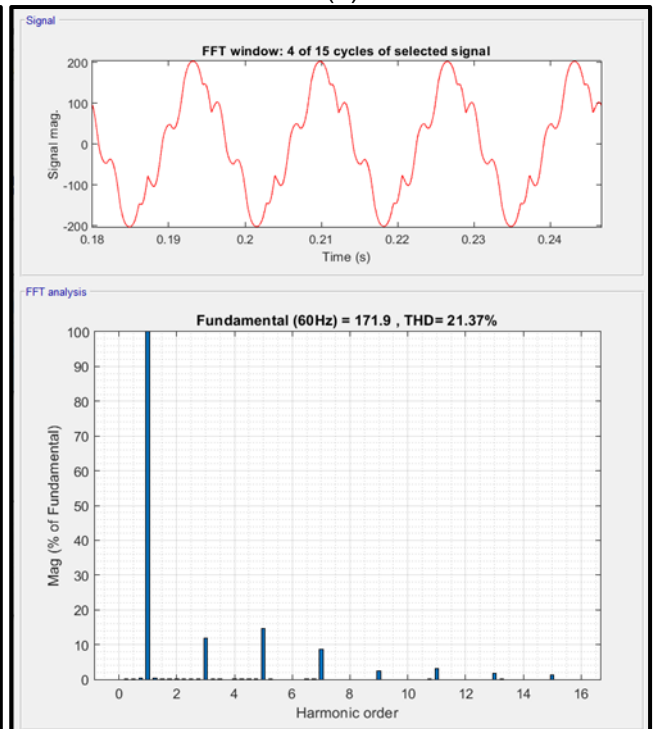 Signal
FFT window: 4 of 15 cycles of selected signal
200
100
0
-100
-200
Signal mag.
0.18 0.19 0.2 0.21 0.22 0.23 0.24
Time (s)
FFT analysis
Fundamental (60Hz) = 171.9 , THD= 21.37%
100
90
80
70
60
50
40
30
20
10
0
Mag (% of Fundamental)
0 2 4 6 8 10 12 14 16
Harmonic order